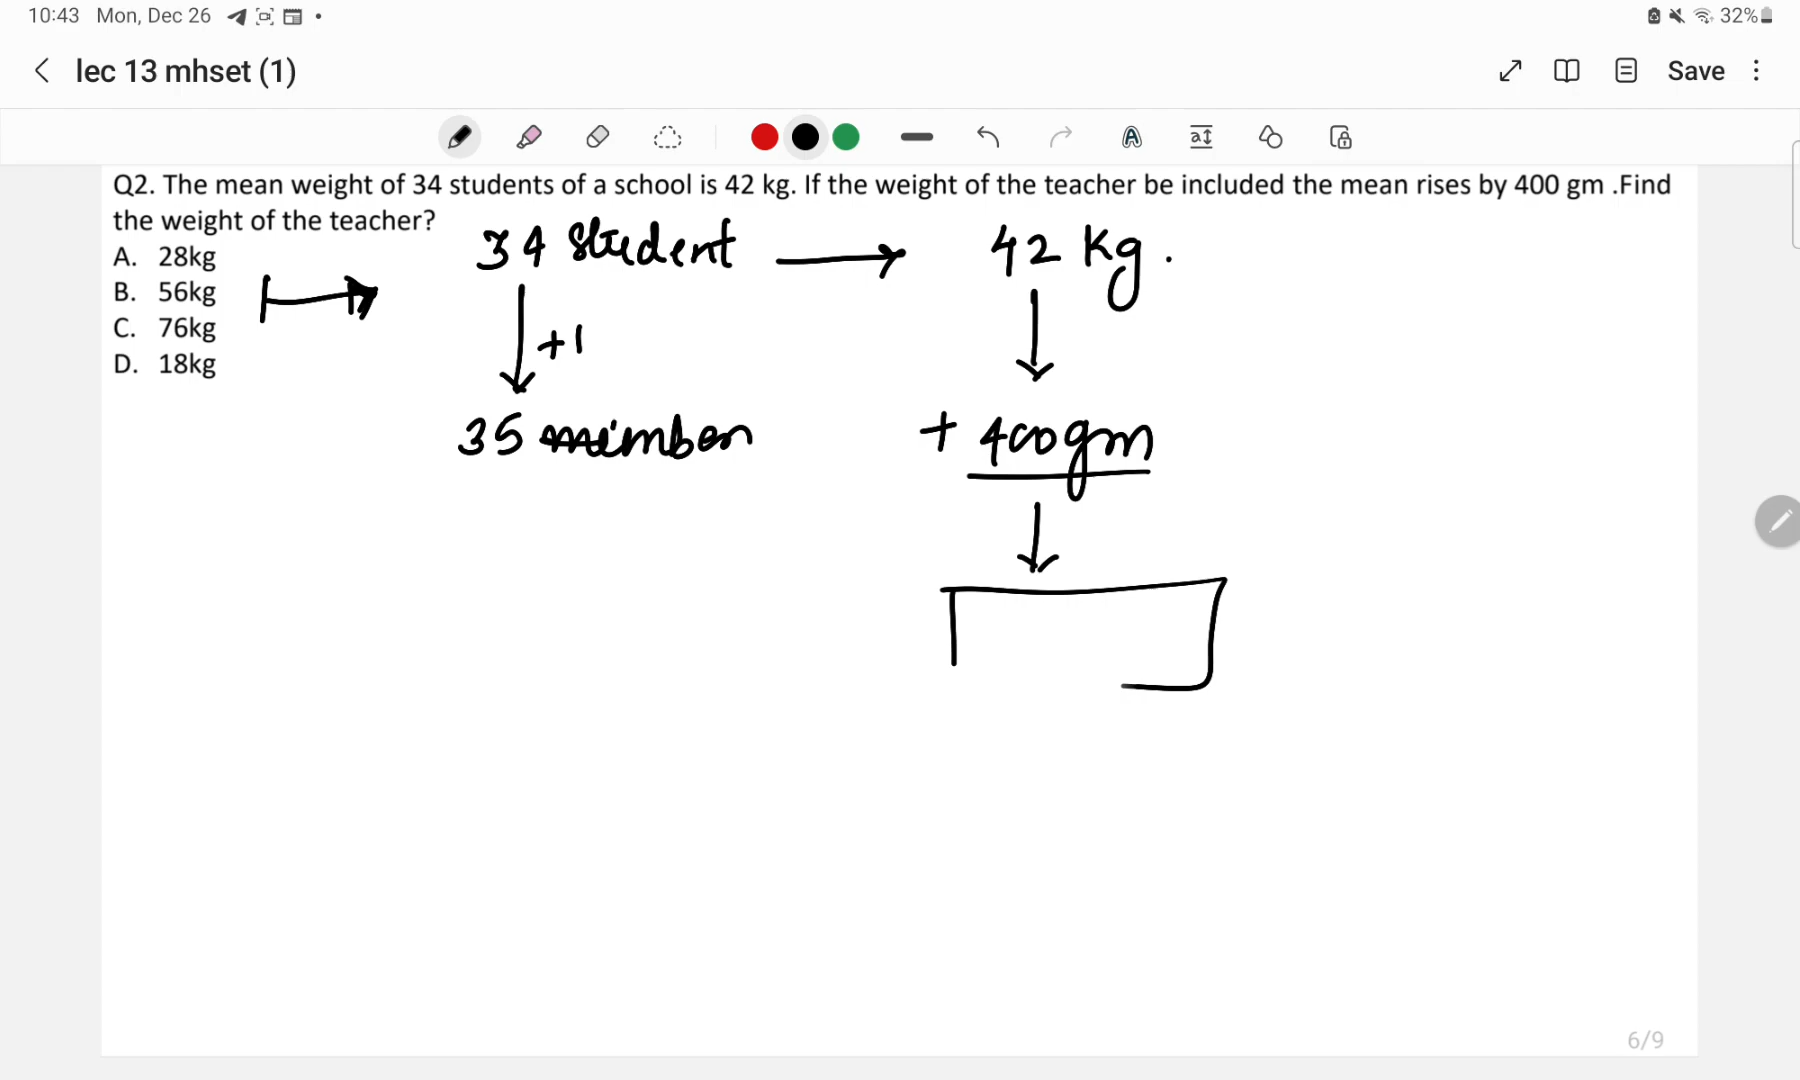 10:43 Mon, Dec 26
32%
lec 13 mhset (1)
Save
Q2. The mean weight of 34 students of a school is 42 kg. If the weight of the teacher be included the mean rises by 400 gm .Find
the weight of the teacher?
A. 28kg
B. 56kg
C. 76kg
D. 18kg
34 student → 42 kg.
+1
35 mimber
+ 400gm
6/9